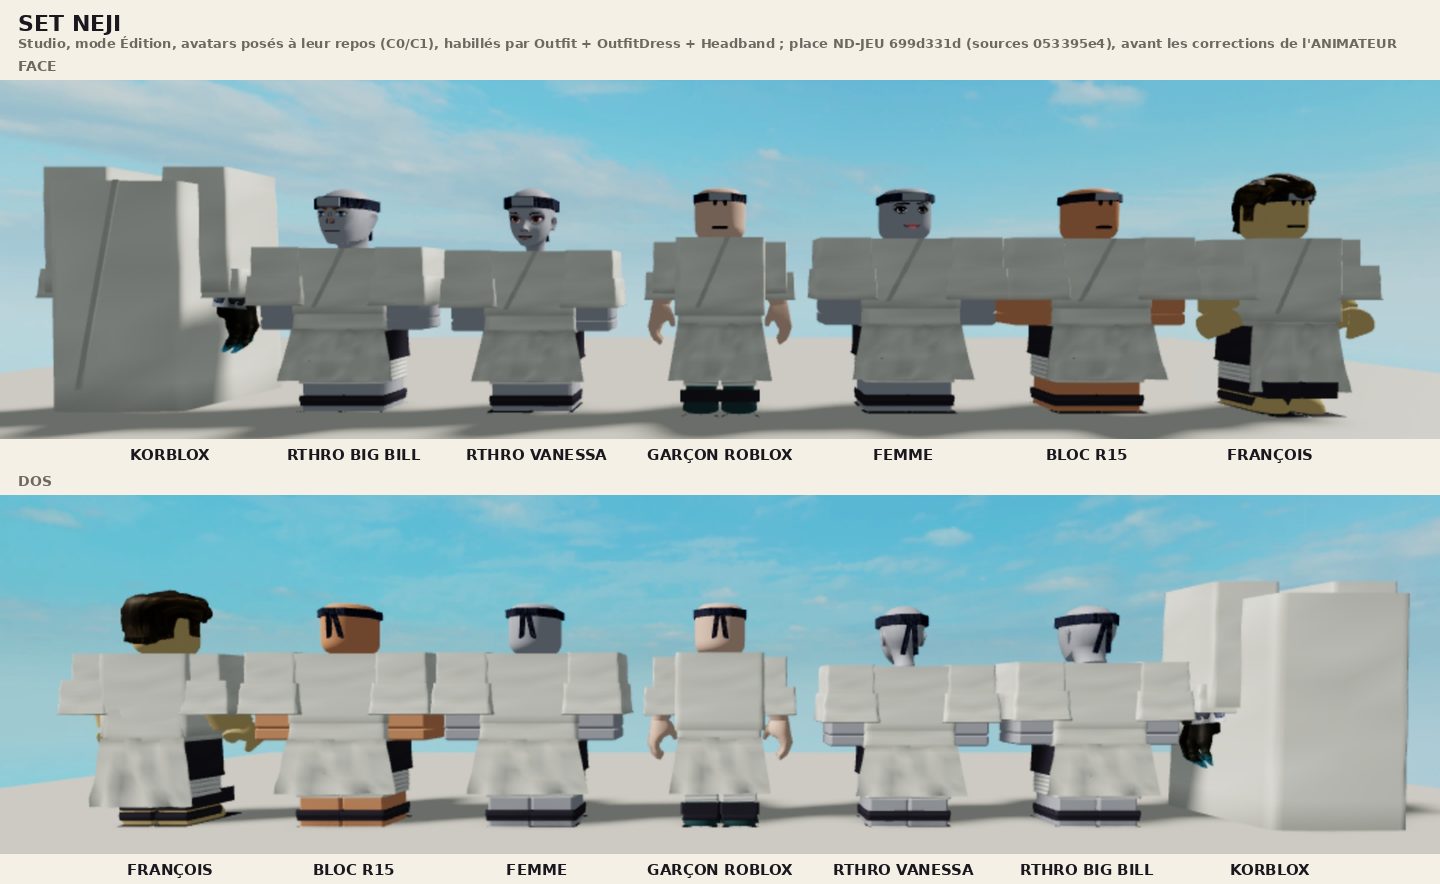 SET NEJI
Studio, mode Édition, avatars posés à leur repos (C0/C1), habillés par Outfit + OutfitDress + Headband ; place ND-JEU 699d331d (sources 053395e4), avant les corrections de l'ANIMATEUR
FACE
KORBLOX RTHRO BIG BILL RTHRO VANESSA GARÇON ROBLOX FEMME BLOC R15 FRANÇOIS
DOS
FRANÇOIS BLOC R15 FEMME GARÇON ROBLOX RTHRO VANESSA RTHRO BIG BILL KORBLOX